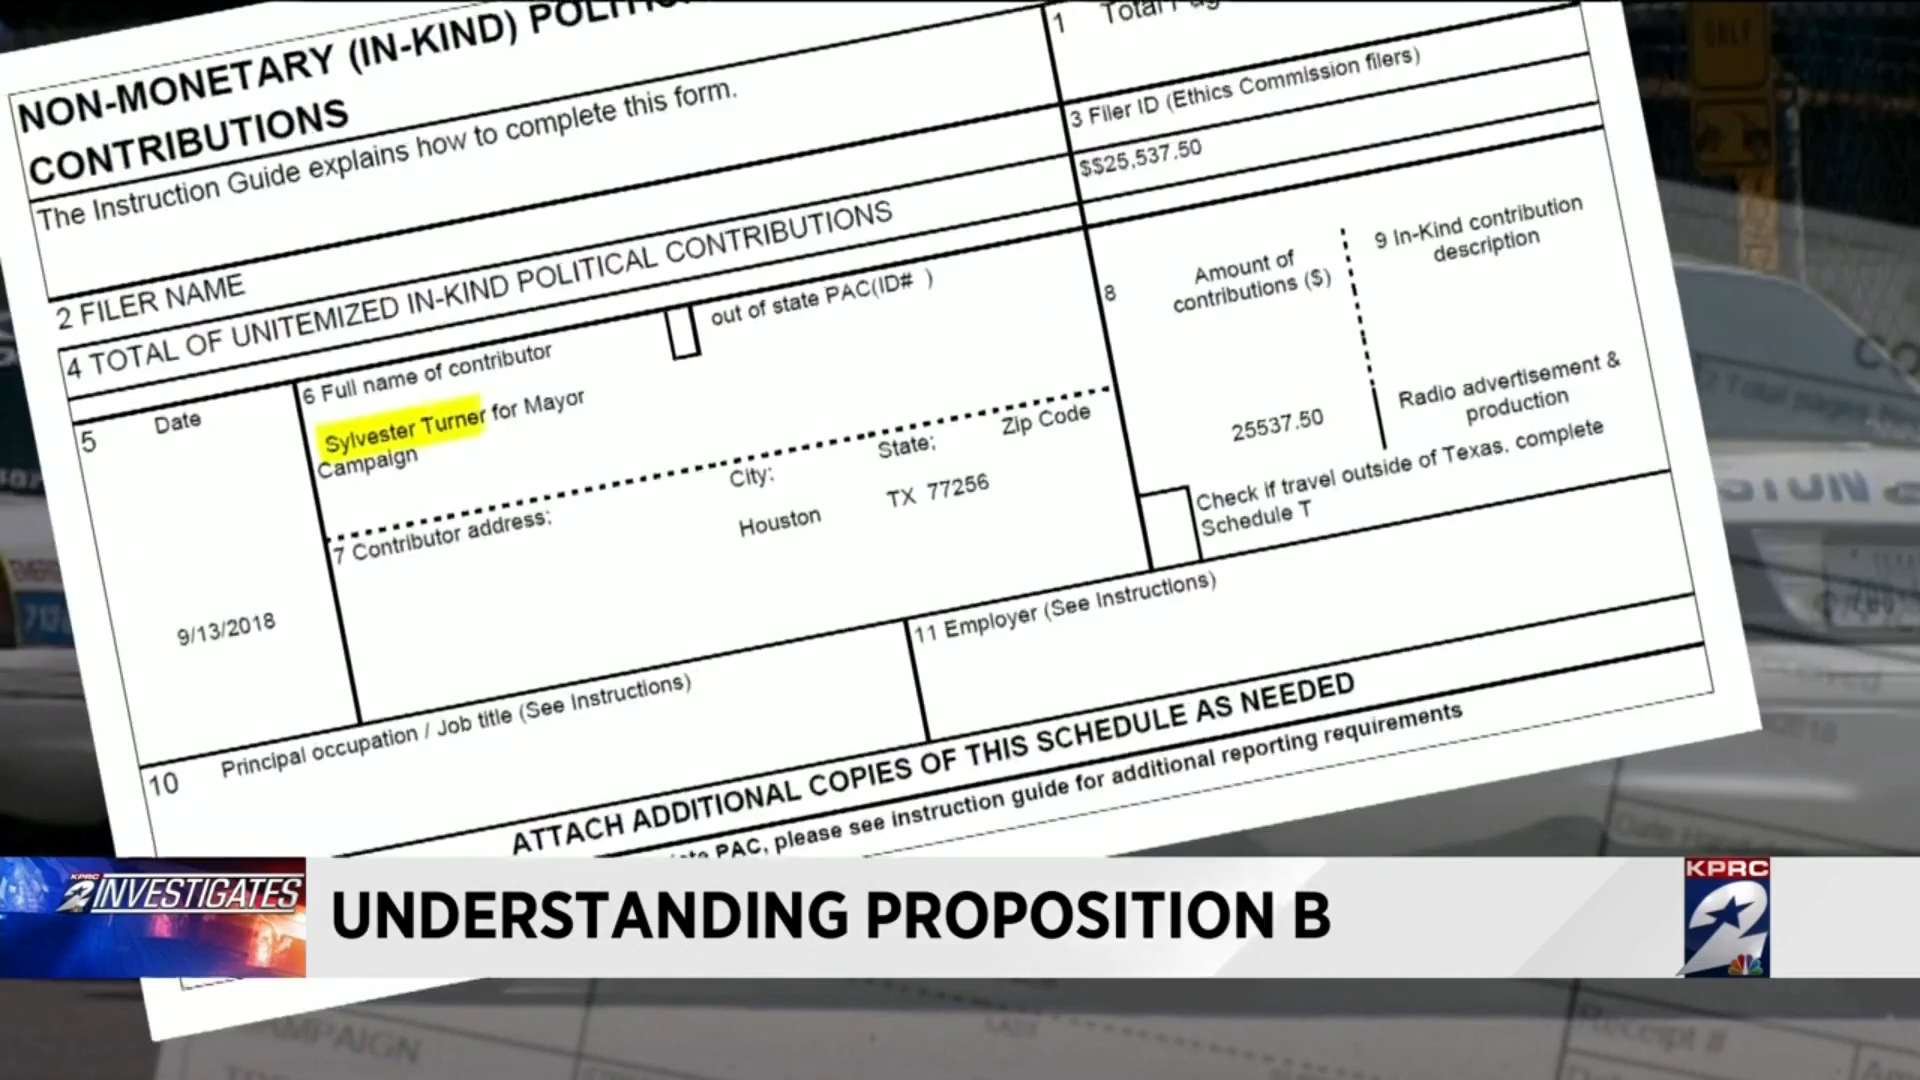 NON-MONETARY (IN-KIND)
CONTRIBUTIONS
The Instruction Guide explains how to complete this form.
1
3 Filer ID (Ethics Commission filers)
2 FILER NAME
4 TOTAL OF UNITEMIZED IN-KIND POLITICAL CONTRIBUTIONS
$$25,537.50
5 Date
6 Full name of contributor
out of state PAC(ID# )
Sylvester Turner for Mayor
Campaign
7 Contributor address;
City;
State;
Zip Code
Houston
TX 77256
9/13/2018
8
Amount of
contributions ($)
25537.50
9 In-Kind contribution
description
Radio advertisement &
production
Check if travel outside of Texas, complete
Schedule T
10 Principal occupation / Job title (See Instructions)
11 Employer (See Instructions)
ATTACH ADDITIONAL COPIES OF THIS SCHEDULE AS NEEDED
PAC, please see instruction guide for additional reporting requirements
KPRC
2 INVESTIGATES
UNDERSTANDING PROPOSITION B
KPRC
2
LAST
Receipt #